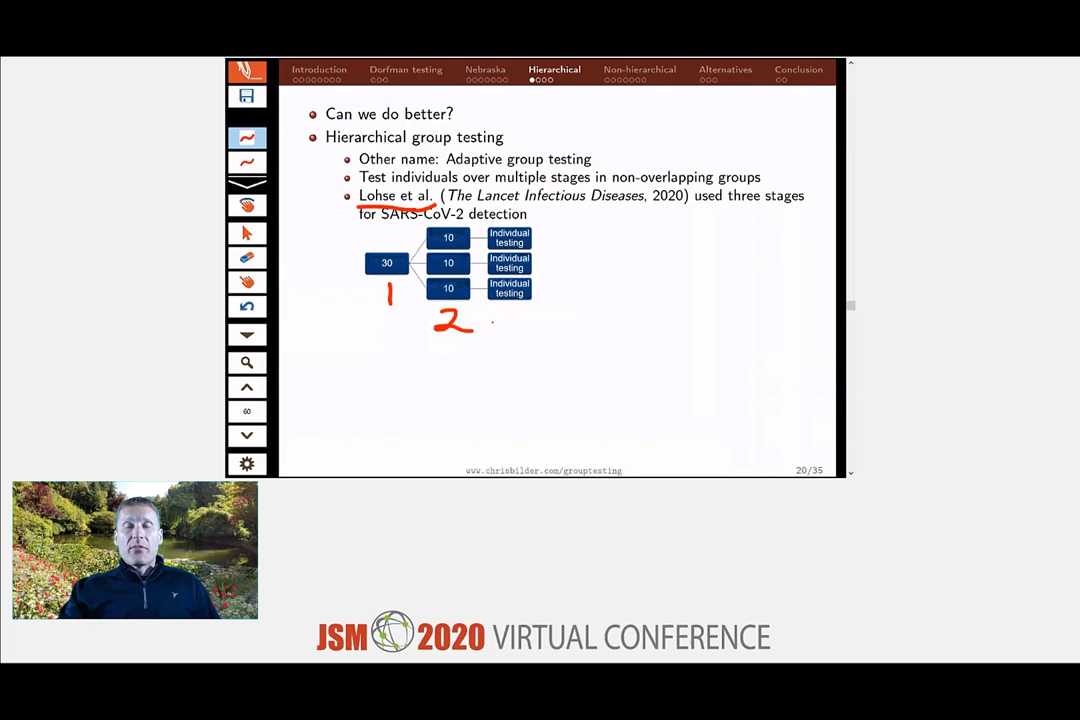 Introduction Dorfman testing Nebraska Hierarchical Non-hierarchical Alternatives Conclusion
Can we do better?
Hierarchical group testing
Other name: Adaptive group testing
Test individuals over multiple stages in non-overlapping groups
Lohse et al. (The Lancet Infectious Diseases, 2020) used three stages
for SARS-CoV-2 detection
30
10
Individual
testing
10
Individual
testing
10
Individual
testing
1
2
60
www.chrisbilder.com/grouptesting
20/35
JSM 2020 VIRTUAL CONFERENCE